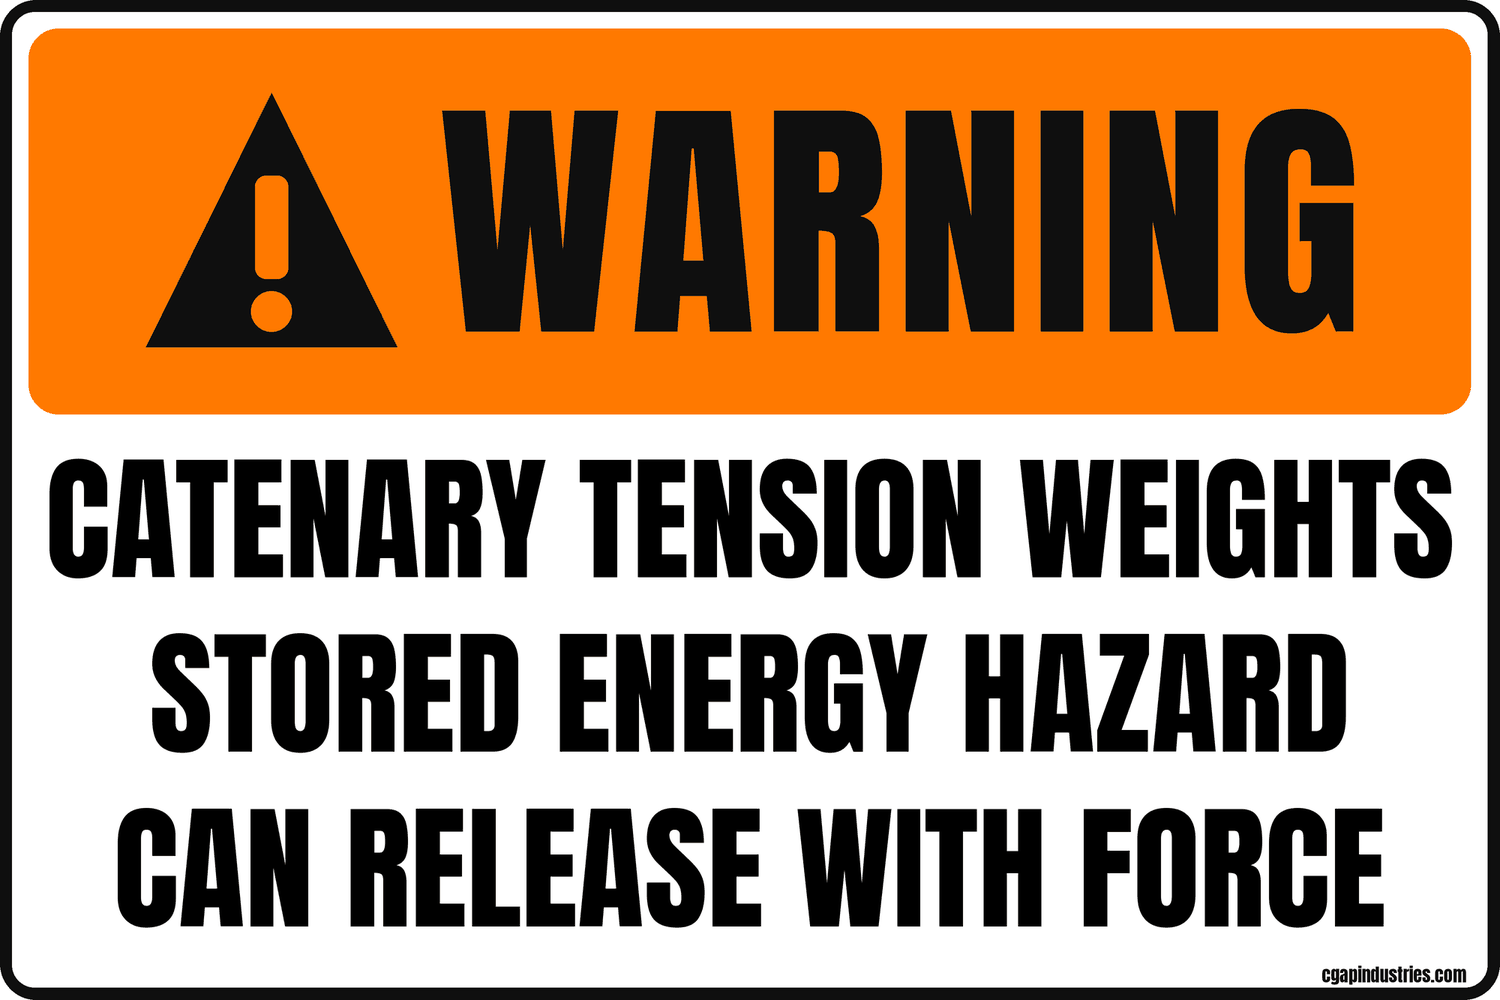 WARNING
CATENARY TENSION WEIGHTS
STORED ENERGY HAZARD
CAN RELEASE WITH FORCE
cgapindustries.com